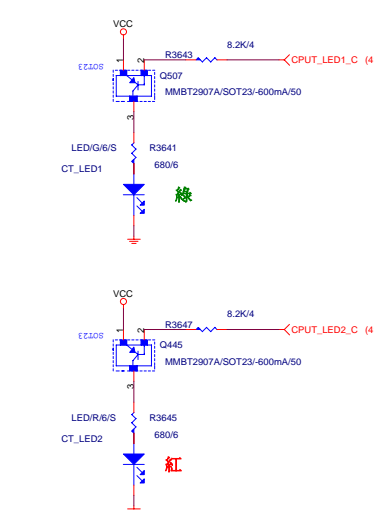 VCC
R3643
8.2K/4
CPUT_LED1_C (4
SOT23
1
2
Q507
MMBT2907A/SOT23/-600mA/50
3
LED/G/6/S
R3641
CT_LED1
680/6
綠
VCC
R3647
8.2K/4
CPUT_LED2_C (4
SOT23
1
2
Q445
MMBT2907A/SOT23/-600mA/50
3
LED/R/6/S
R3645
CT_LED2
680/6
紅